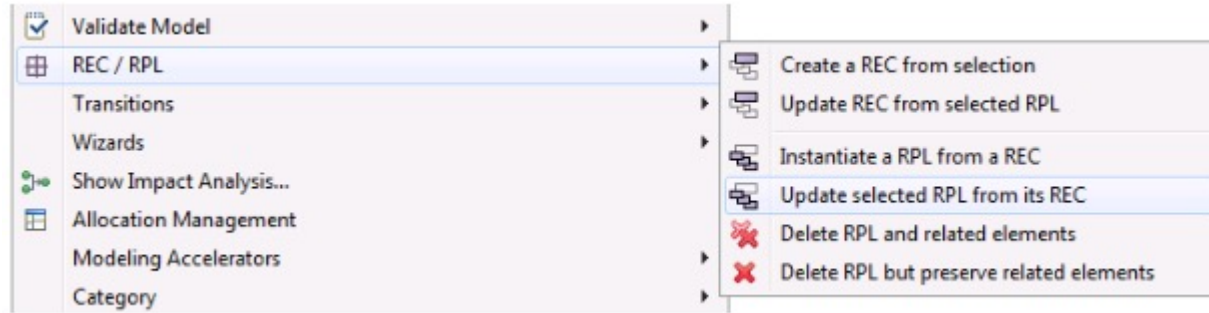 Validate Model
REC / RPL
Transitions
Wizards
Show Impact Analysis...
Allocation Management
Modeling Accelerators
Category
Create a REC from selection
Update REC from selected RPL
Instantiate a RPL from a REC
Update selected RPL from its REC
Delete RPL and related elements
Delete RPL but preserve related elements